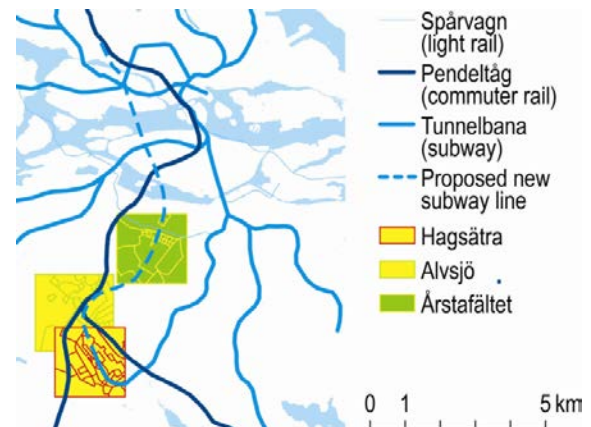 Spårvagn
(light rail)
Pendeltåg
(commuter rail)
Tunnelbana
(subway)
Proposed new
subway line
Hagsätra
Alvsjö
Årstafältet
0 1 5 km